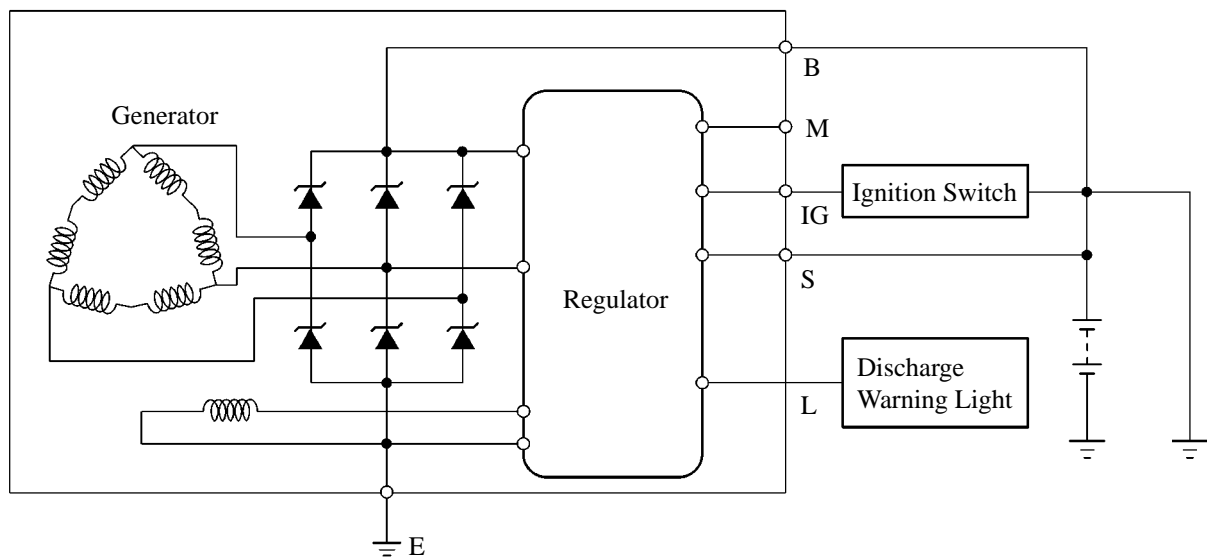 Generator
B
M
IG
Ignition Switch
S
Regulator
Discharge
Warning Light
L
E